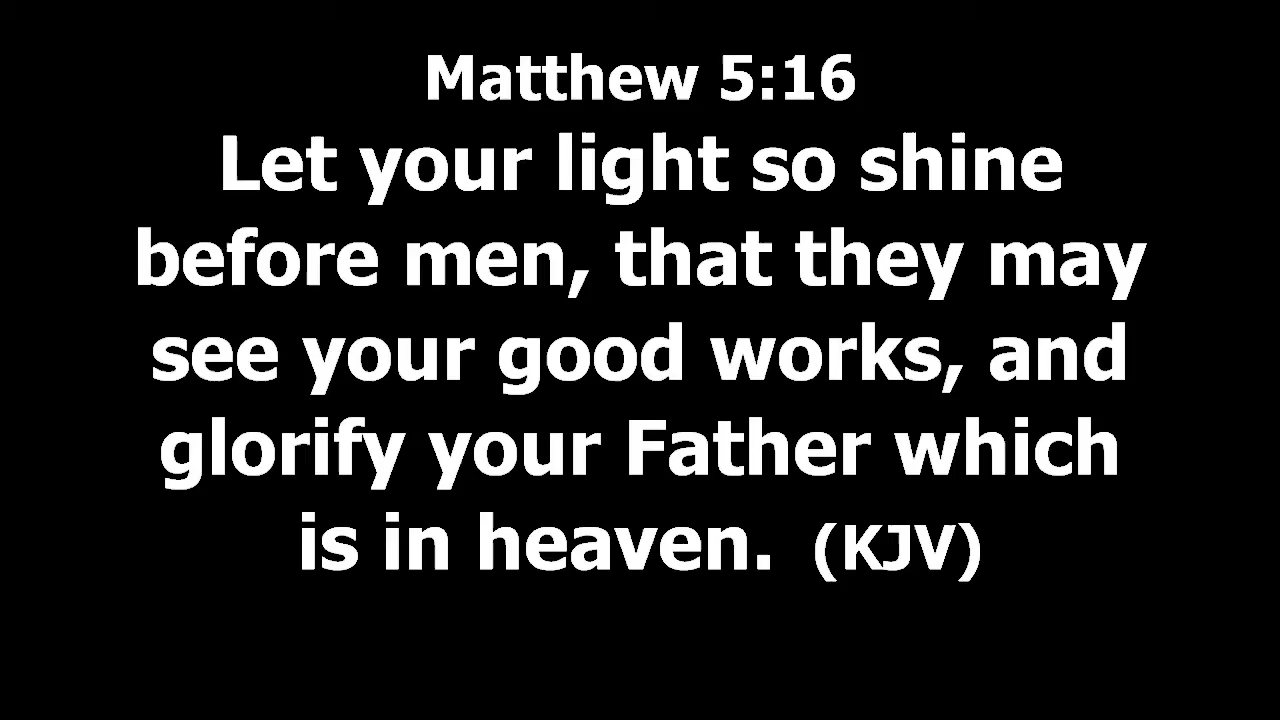 Matthew 5:16
Let your light so shine
before men, that they may
see your good works, and
glorify your Father which
is in heaven. (KJV)